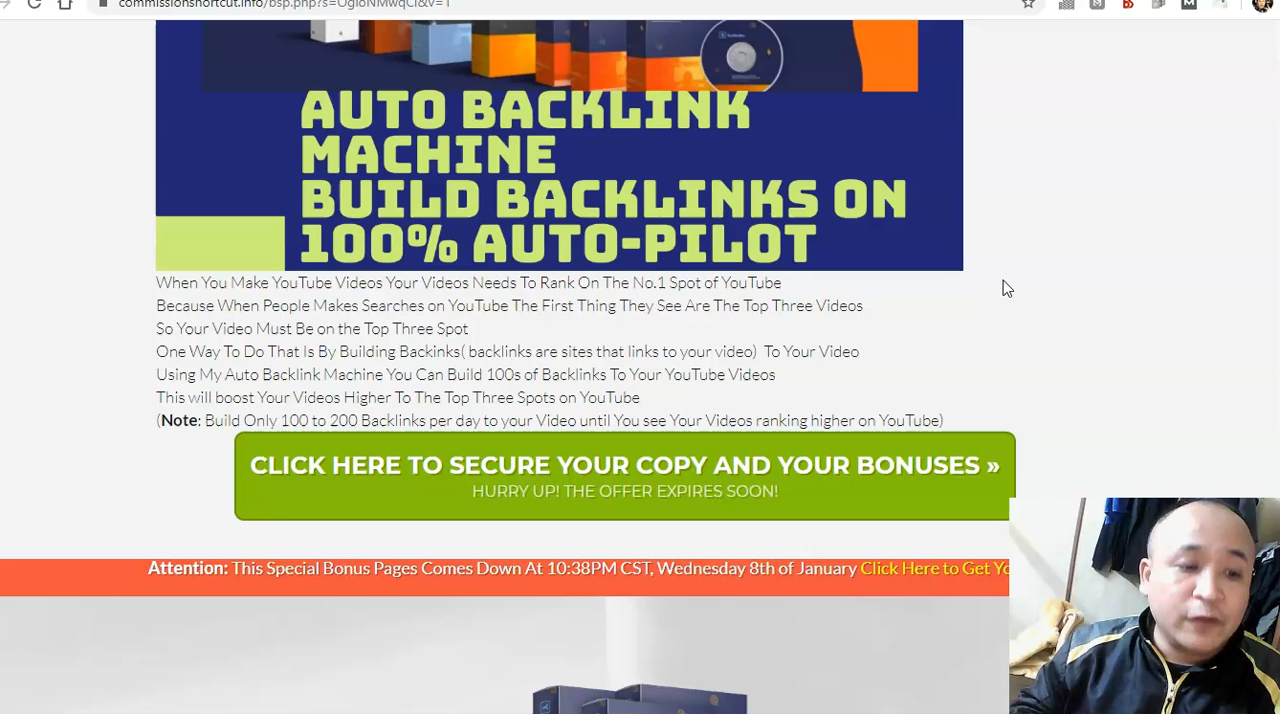 commissionshortcut.info/bsp.php?s=OgIoNMwqCI&v=1
AUTO BACKLINK
MACHINE
BUILD BACKLINKS ON
100% AUTO-PILOT
When You Make YouTube Videos Your Videos Needs To Rank On The No.1 Spot of YouTube
Because When People Makes Searches on YouTube The First Thing They See Are The Top Three Videos
So Your Video Must Be on the Top Three Spot
One Way To Do That Is By Building Backinks( backlinks are sites that links to your video) To Your Video
Using My Auto Backlink Machine You Can Build 100s of Backlinks To Your YouTube Videos
This will boost Your Videos Higher To The Top Three Spots on YouTube
(Note: Build Only 100 to 200 Backlinks per day to your Video until You see Your Videos ranking higher on YouTube)
CLICK HERE TO SECURE YOUR COPY AND YOUR BONUSES »
HURRY UP! THE OFFER EXPIRES SOON!
Attention: This Special Bonus Pages Comes Down At 10:38PM CST, Wednesday 8th of January Click Here to Get Yo